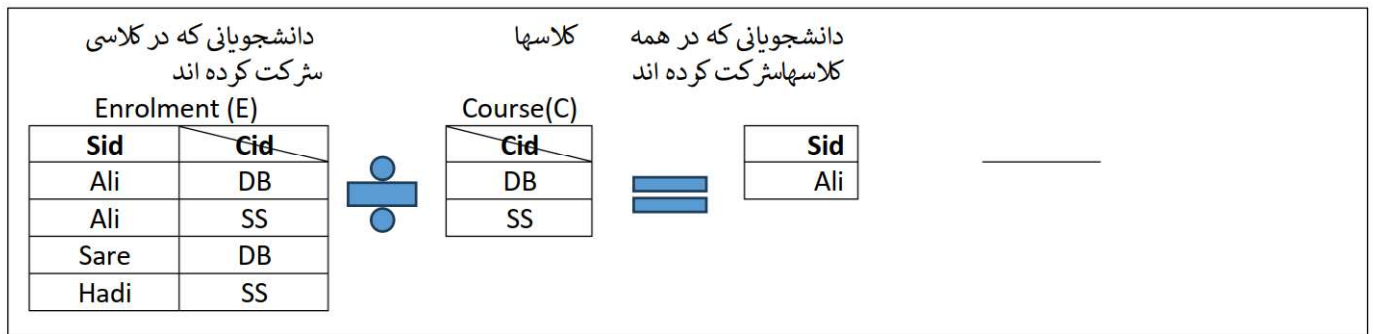 دانشجویانی که در کلاسی
شرکت کرده اند
کلاسها
دانشجویانی که در همه
کلاسهاشرکت کرده اند
Enrolment (E)
Course(C)
Sid Cid
Ali DB
Ali SS
Sare DB
Hadi SS
Cid
DB
SS
Sid
Ali